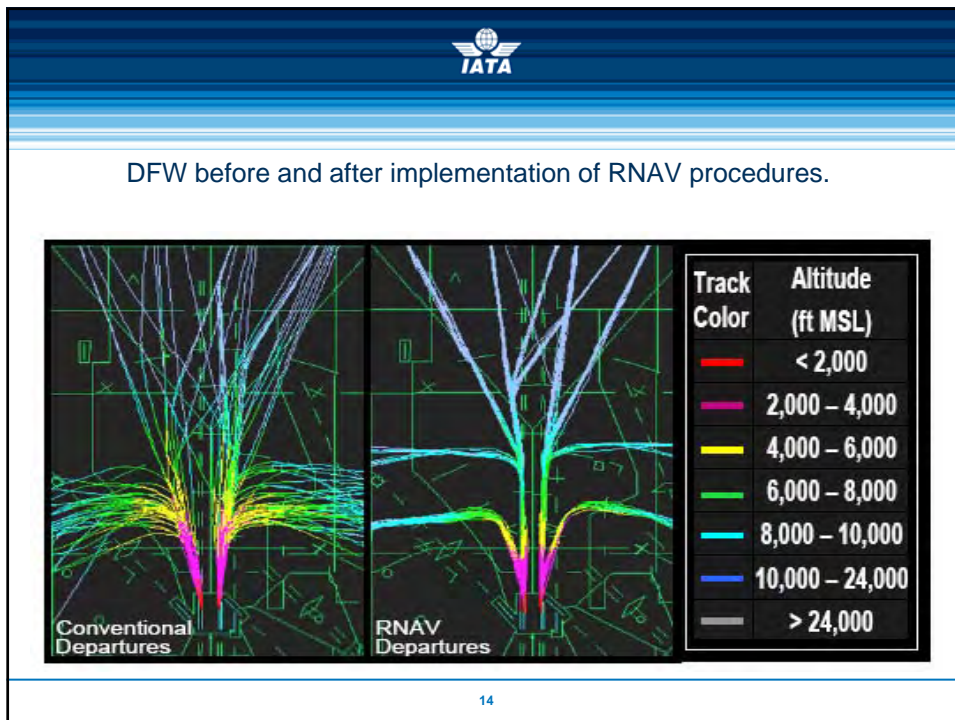 IATA
DFW before and after implementation of RNAV procedures.
Conventional
Departures
RNAV
Departures
Track Color
Altitude (ft MSL)
< 2,000
2,000 – 4,000
4,000 – 6,000
6,000 – 8,000
8,000 – 10,000
10,000 – 24,000
> 24,000
14